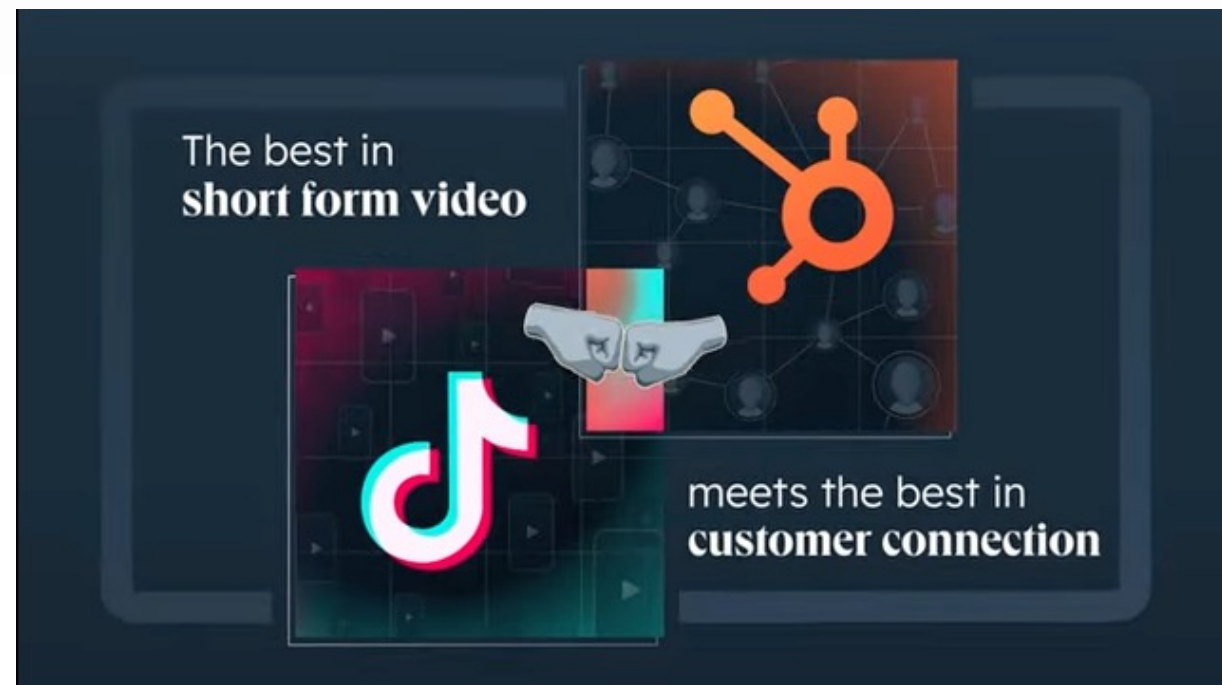 The best in
short form video
meets the best in
customer connection